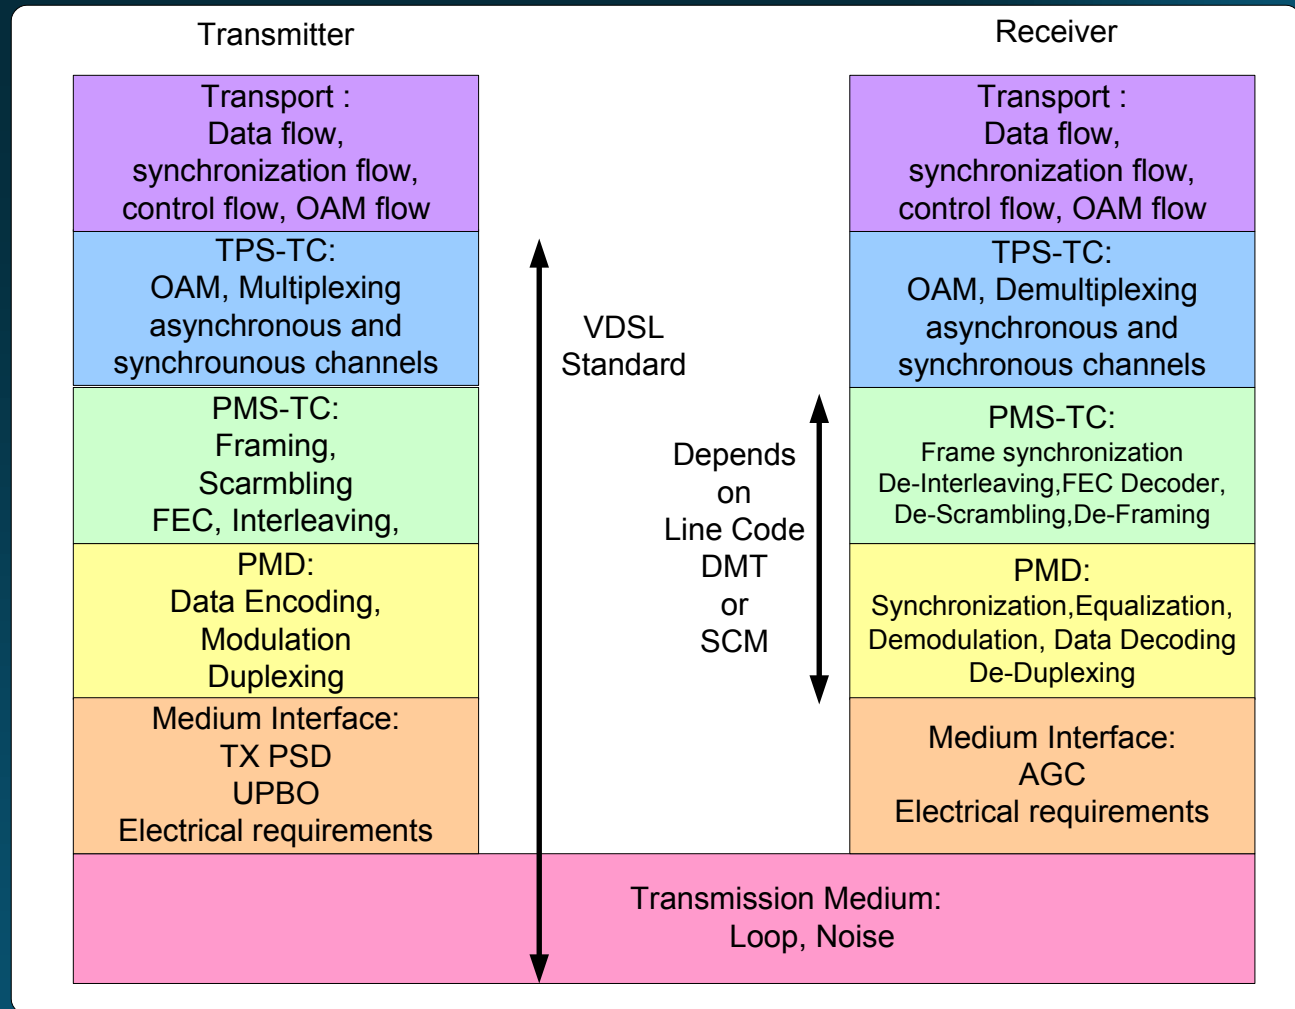 Transmitter
Transport :
Data flow,
synchronization flow,
control flow, OAM flow
TPS-TC:
OAM, Multiplexing
asynchronous and
synchrounous channels
PMS-TC:
Framing,
Scarmbling
FEC, Interleaving,
PMD:
Data Encoding,
Modulation
Duplexing
Medium Interface:
TX PSD
UPBO
Electrical requirements
VDSL
Standard
Depends
on
Line Code
DMT
or
SCM
Receiver
Transport :
Data flow,
synchronization flow,
control flow, OAM flow
TPS-TC:
OAM, Demultiplexing
asynchronous and
synchronous channels
PMS-TC:
Frame synchronization
De-Interleaving,FEC Decoder,
De-Scrambling,De-Framing
PMD:
Synchronization,Equalization,
Demodulation, Data Decoding
De-Duplexing
Medium Interface:
AGC
Electrical requirements
Transmission Medium:
Loop, Noise